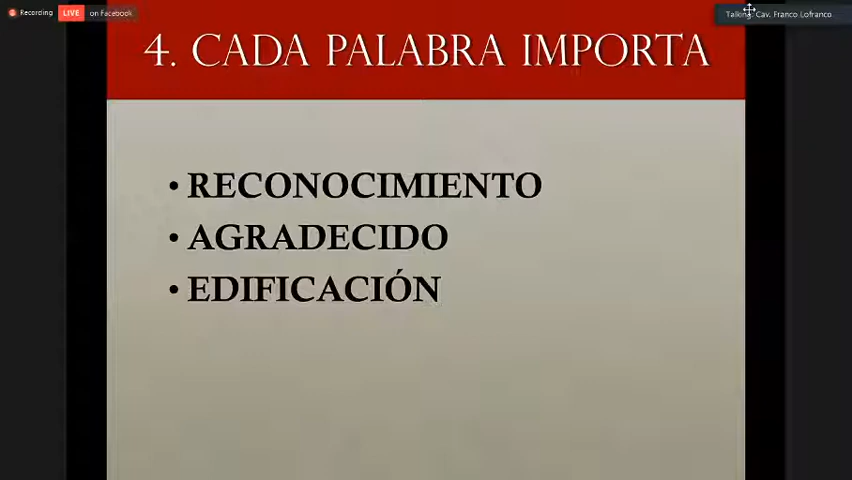 Recording LIVE on Facebook
Talking: Cav. Franco Lofranco
4. CADA PALABRA IMPORTA
• RECONOCIMIENTO
• AGRADECIDO
• EDIFICACIÓN